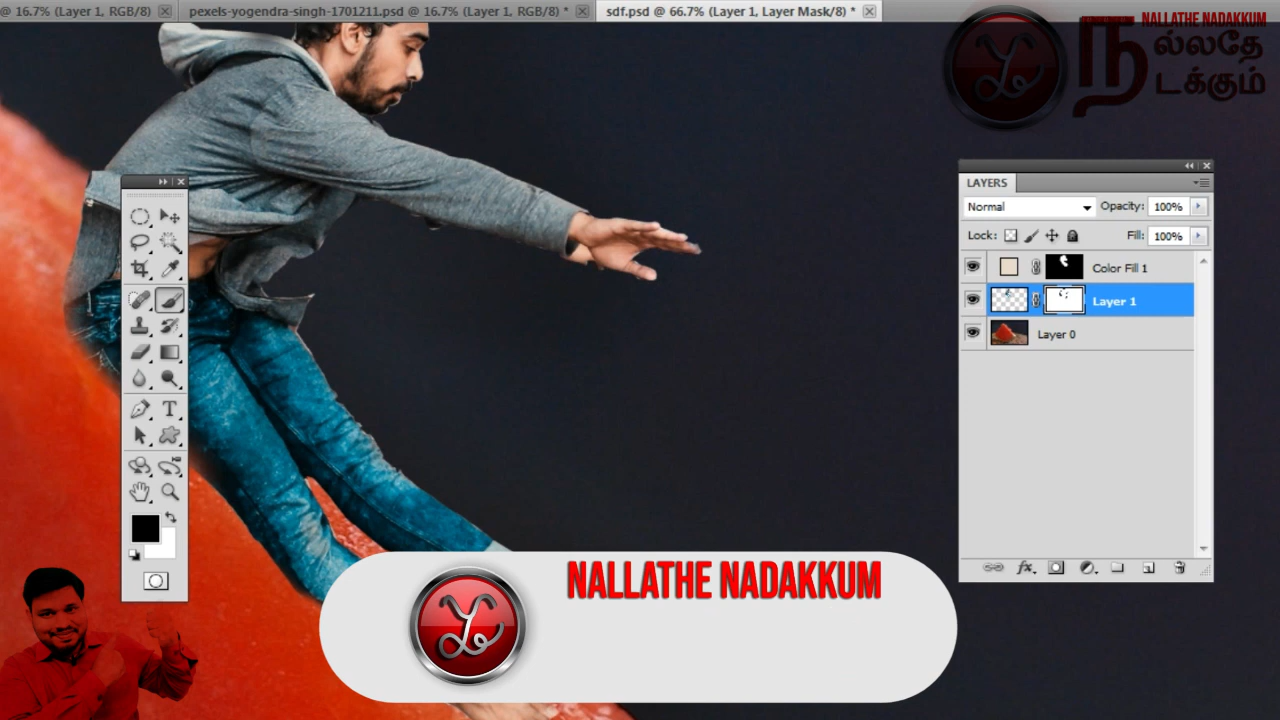 @ 16.7% (Layer 1, RGB/8)
pexels-yogendra-singh-1701211.psd @ 16.7% (Layer 1, RGB/8) *
sdf.psd @ 66.7% (Layer 1, Layer Mask/8) *
NALLATHE NADAKKUM
நல்லதே
நடக்கும்
LAYERS
Normal
Opacity: 100%
Lock:
Fill: 100%
Color Fill 1
Layer 1
Layer 0
NALLATHE NADAKKUM